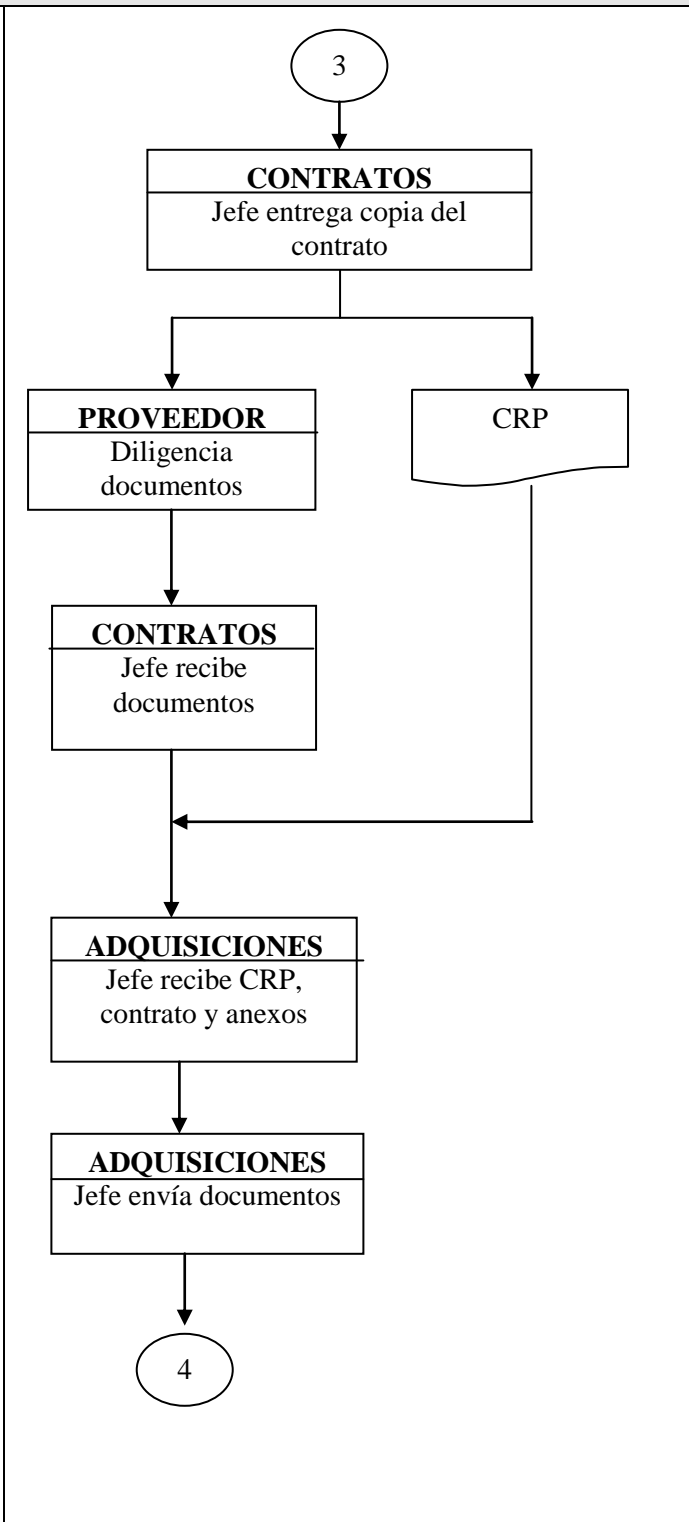 3
CONTRATOS
Jefe entrega copia del
contrato
PROVEEDOR
Diligencia
documentos
CRP
CONTRATOS
Jefe recibe
documentos
ADQUISICIONES
Jefe recibe CRP,
contrato y anexos
ADQUISICIONES
Jefe envía documentos
4